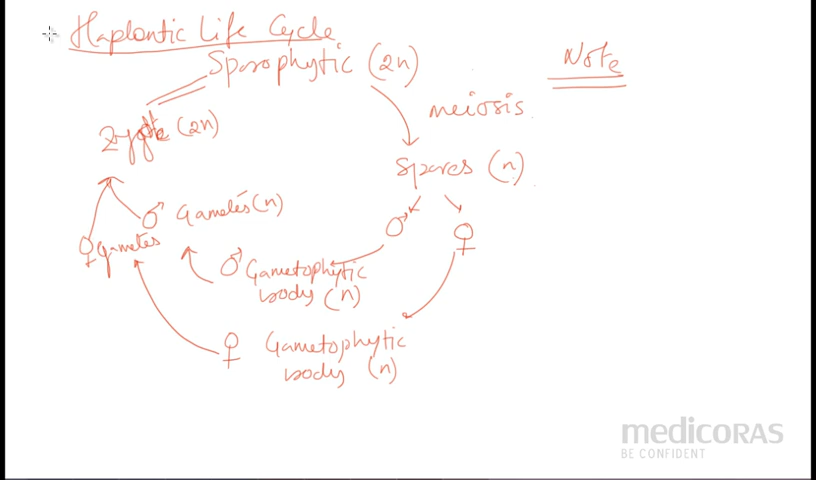 Haplontic Life Cycle
Sporophytic (2n)
Note
meiosis
Zygote (2n)
Spores (n)
♂ Gametes (n)
♂
♀
♀ gametes
♂ Gametophytic
body (n)
♀ Gametophytic
body (n)
medicoRAS
BE CONFIDENT